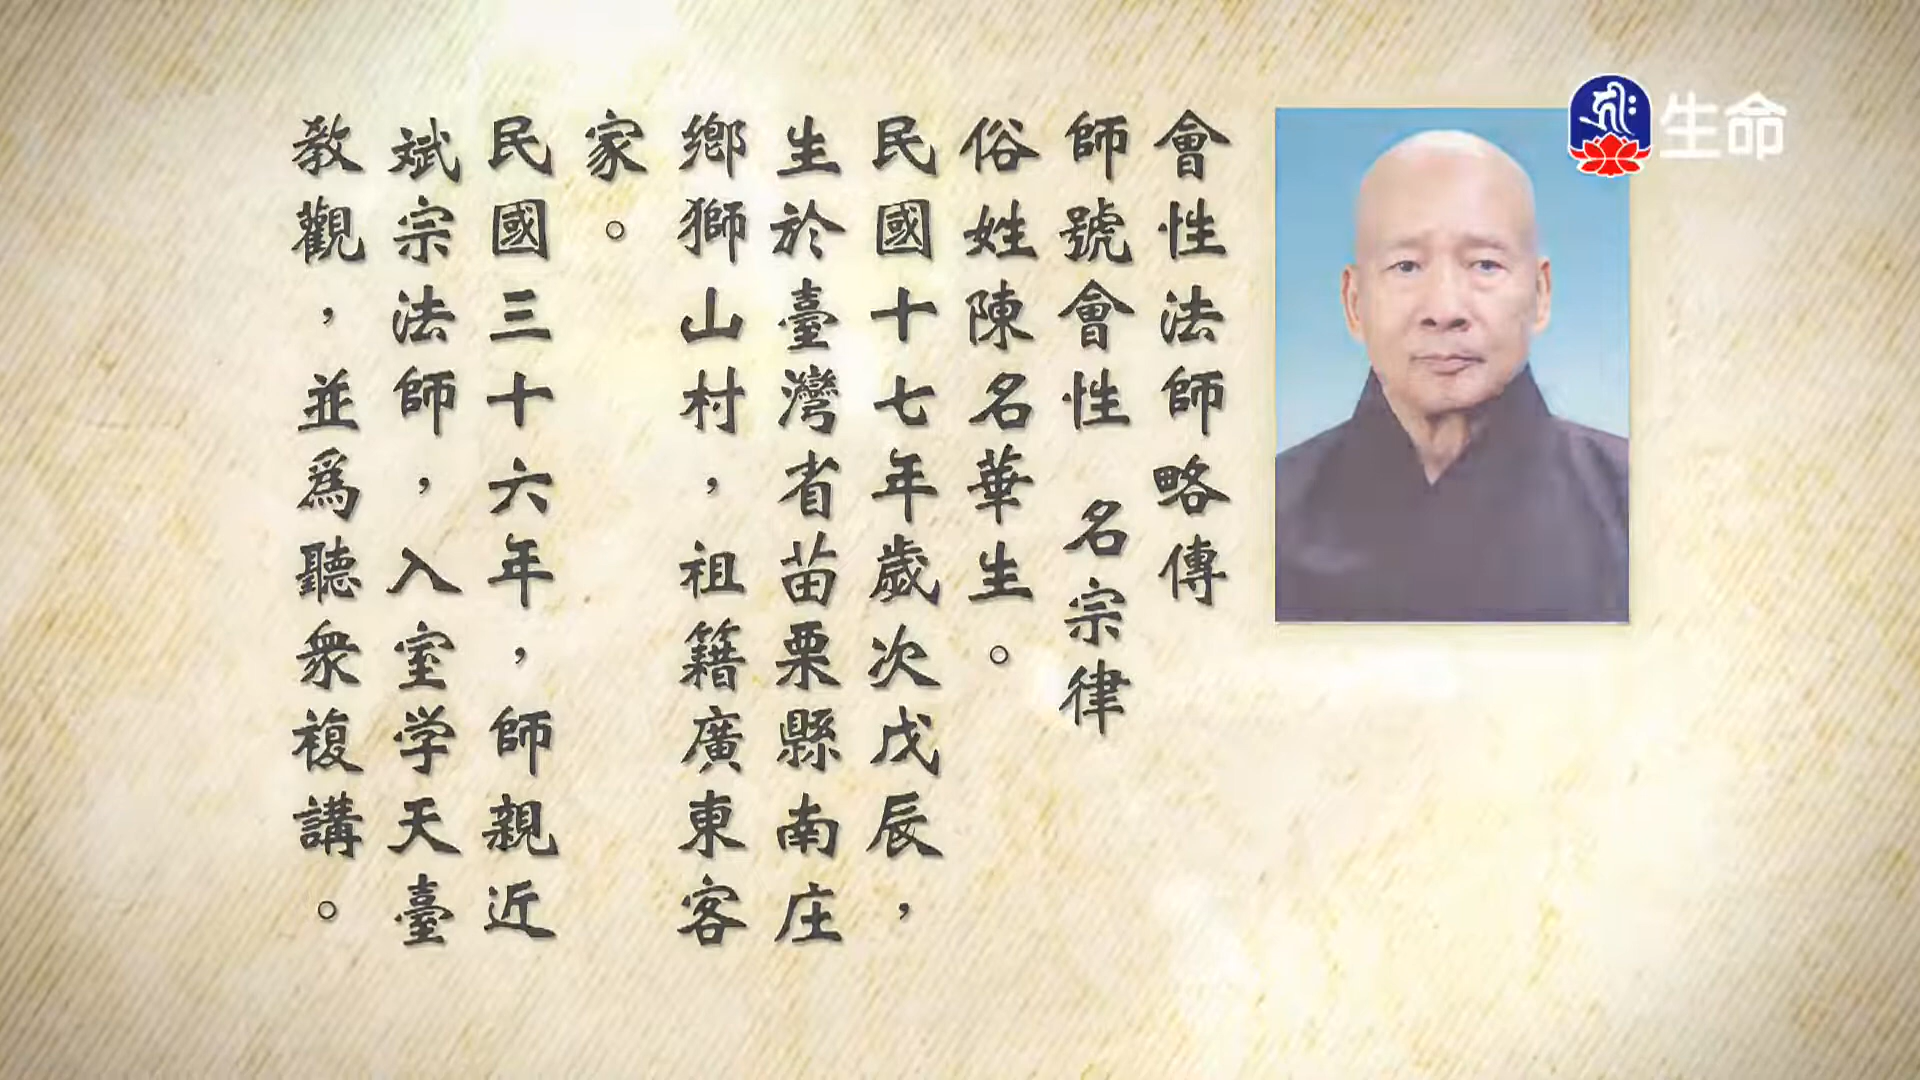 會性法師略傳
師號會性 名宗律
俗姓陳名華生。
民國十七年歲次戊辰，
生於臺灣省苗栗縣南庄
鄉獅山村，祖籍廣東客
家。
民國三十六年，師親近
斌宗法師，入室学天臺
教觀，並為聽眾複講。
生命